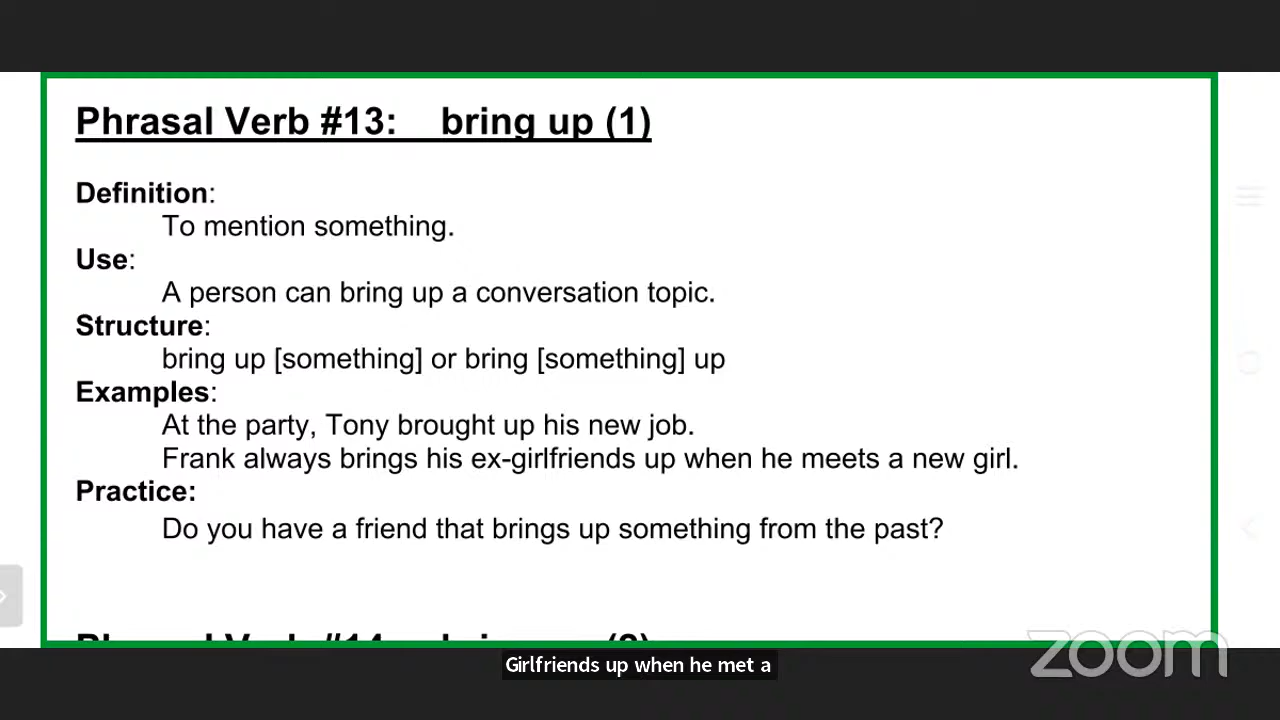 Phrasal Verb #13: bring up (1)
Definition:
To mention something.
Use:
A person can bring up a conversation topic.
Structure:
bring up [something] or bring [something] up
Examples:
At the party, Tony brought up his new job.
Frank always brings his ex-girlfriends up when he meets a new girl.
Practice:
Do you have a friend that brings up something from the past?
Girlfriends up when he met a
zoom